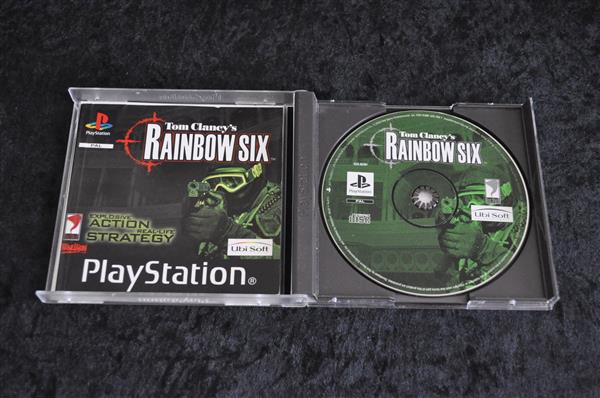 PlayStation
PAL
Tom Clancy's
RAINBOW SIX
EXPLOSIVE
ACTION
REAL-LIFE
STRATEGY
Ubi Soft
PlayStation®
Tom Clancy's
RAINBOW SIX
PAL
Ubi Soft